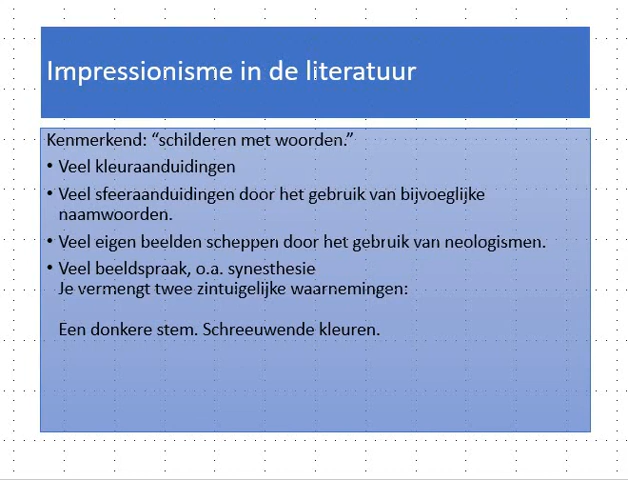 Impressionisme in de literatuur
Kenmerkend: “schilderen met woorden.”
• Veel kleuraanduidingen
• Veel sfeeraanduidingen door het gebruik van bijvoeglijke
naamwoorden.
• Veel eigen beelden scheppen door het gebruik van neologismen.
• Veel beeldspraak, o.a. synesthesie
Je vermengt twee zintuigelijke waarnemingen:
Een donkere stem. Schreeuwende kleuren.